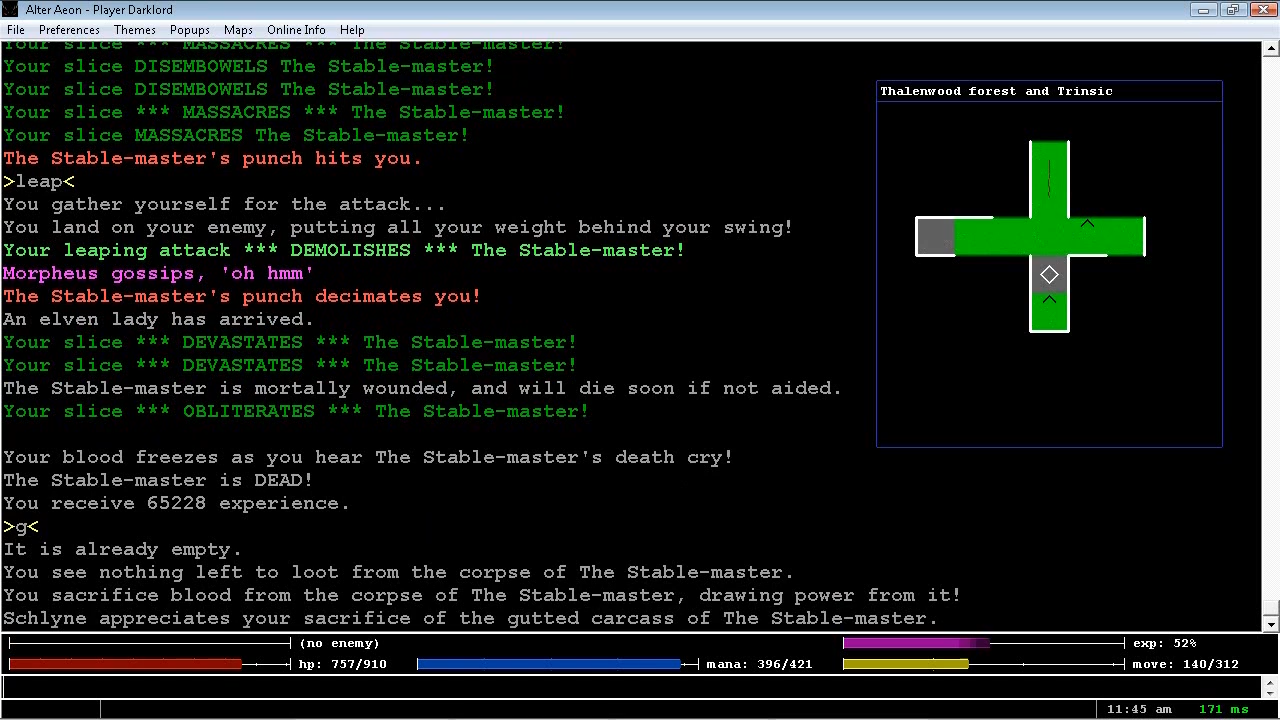 Alter Aeon - Player Darklord
File Preferences Themes Popups Maps Online Info Help
Your slice *** MASSACRES *** The Stable-master!
Your slice DISEMBOWELS The Stable-master!
Your slice DISEMBOWELS The Stable-master!
Your slice *** MASSACRES *** The Stable-master!
Your slice MASSACRES The Stable-master!
The Stable-master's punch hits you.
>leap<
You gather yourself for the attack...
You land on your enemy, putting all your weight behind your swing!
Your leaping attack *** DEMOLISHES *** The Stable-master!
Morpheus gossips, 'oh hmm'
The Stable-master's punch decimates you!
An elven lady has arrived.
Your slice *** DEVASTATES *** The Stable-master!
Your slice *** DEVASTATES *** The Stable-master!
The Stable-master is mortally wounded, and will die soon if not aided.
Your slice *** OBLITERATES *** The Stable-master!
Your blood freezes as you hear The Stable-master's death cry!
The Stable-master is DEAD!
You receive 65228 experience.
>g<
It is already empty.
You see nothing left to loot from the corpse of The Stable-master.
You sacrifice blood from the corpse of The Stable-master, drawing power from it!
Schlyne appreciates your sacrifice of the gutted carcass of The Stable-master.
Thalenwood forest and Trinsic
(no enemy) exp: 52%
hp: 757/910 mana: 396/421 move: 140/312
11:45 am 171 ms